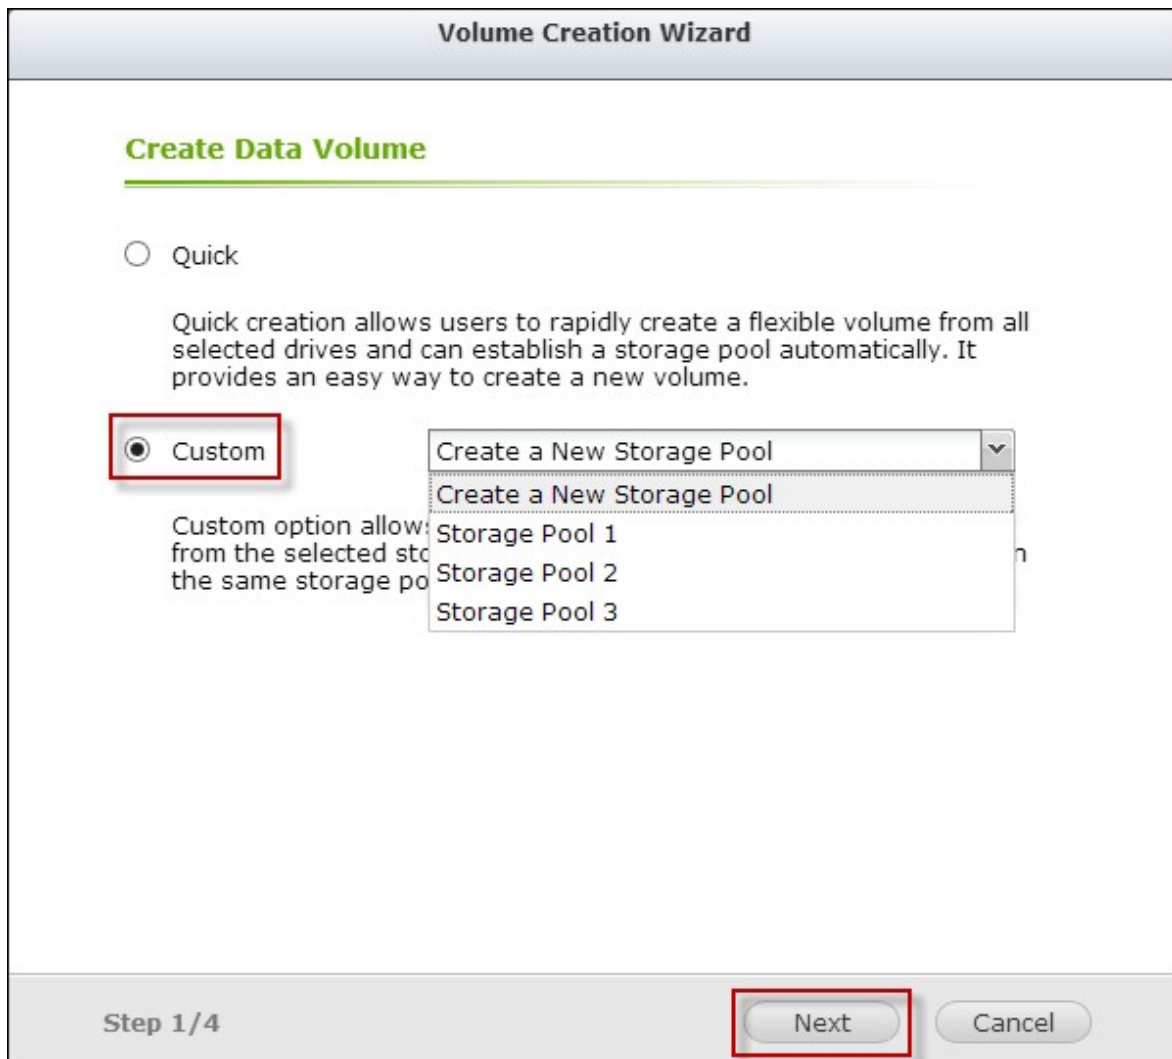 Volume Creation Wizard
Create Data Volume
Quick
Quick creation allows users to rapidly create a flexible volume from all
selected drives and can establish a storage pool automatically. It
provides an easy way to create a new volume.
Custom
Create a New Storage Pool
Create a New Storage Pool
Storage Pool 1
Storage Pool 2
Storage Pool 3
Custom option
from the selected
the same storage
Step 1/4
Next
Cancel